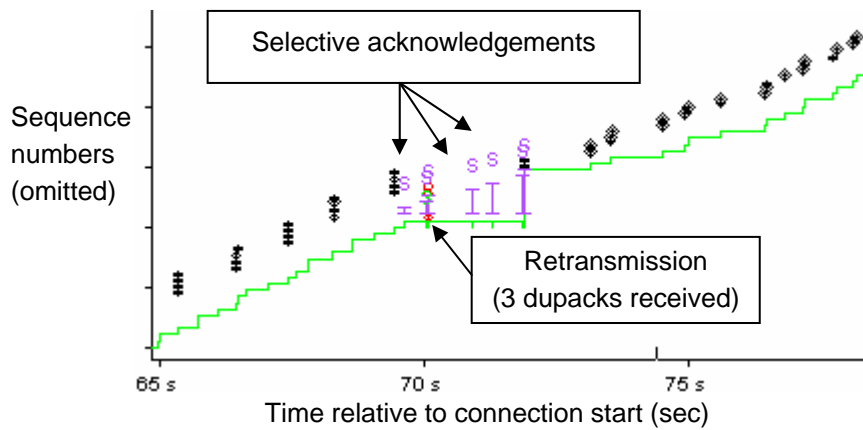 Selective acknowledgements
Sequence
numbers
(omitted)
S
S
S
S
S
S
S
R
Retransmission
(3 dupacks received)
65 s
70 s
75 s
Time relative to connection start (sec)